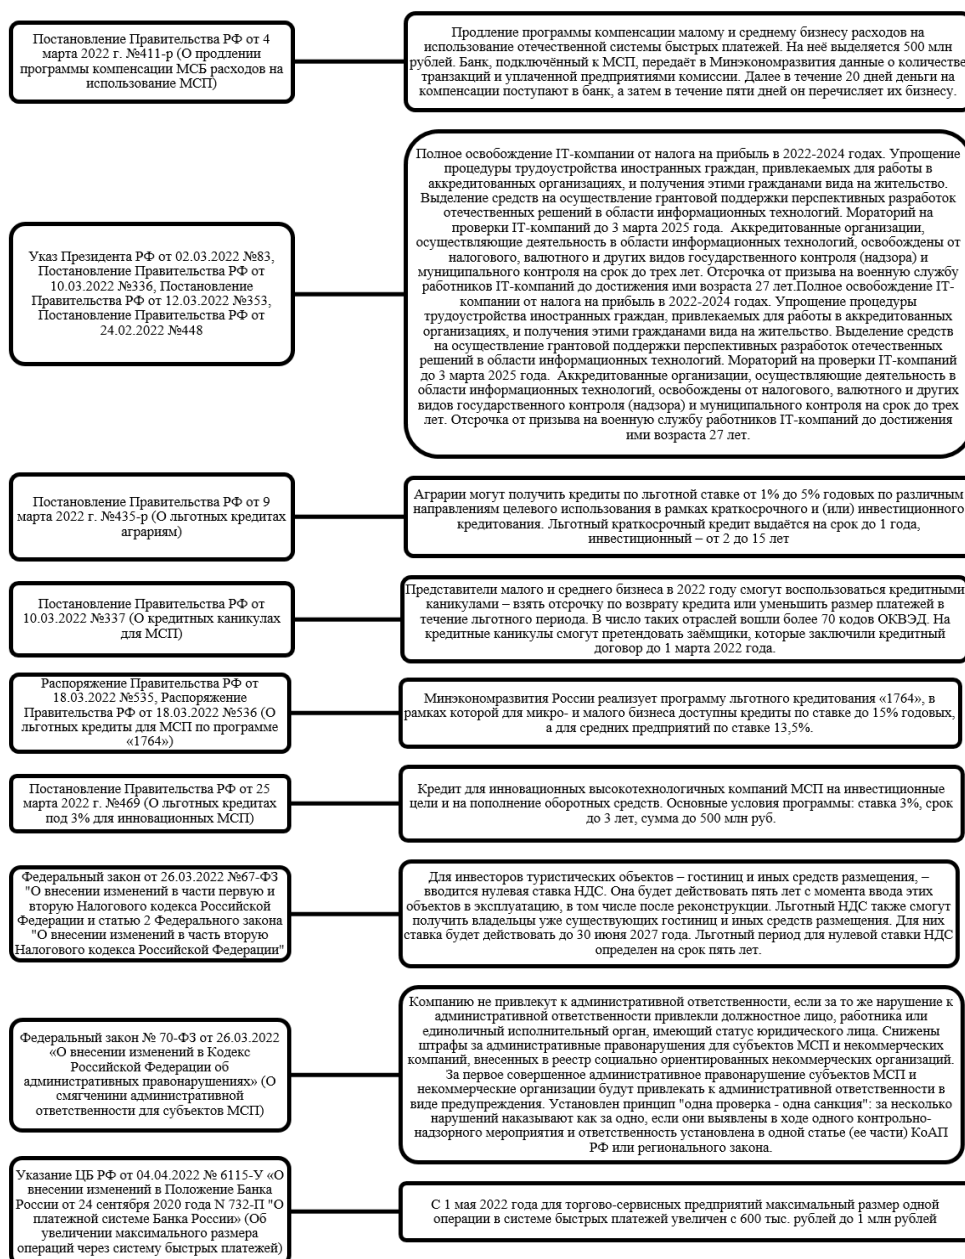 Постановление Правительства РФ от 4
марта 2022 г. №411-р (О продлении
программы компенсации МСБ расходов на
использование МСП)
Продление программы компенсации малому и среднему бизнесу расходов на
использование отечественной системы быстрых платежей. На неё выделяется 500 млн
рублей. Банк, подключённый к МСП, передаёт в Минэкономразвития данные о количестве
транзакций и уплаченной предприятиями комиссии. Далее в течение 20 дней деньги на
компенсации поступают в банк, а затем в течение пяти дней он перечисляет их бизнесу.
Указ Президента РФ от 02.03.2022 №83,
Постановление Правительства РФ от
10.03.2022 №336, Постановление
Правительства РФ от 12.03.2022 №353,
Постановление Правительства РФ от
24.02.2022 №448
Полное освобождение IT-компании от налога на прибыль в 2022-2024 годах. Упрощение
процедуры трудоустройства иностранных граждан, привлекаемых для работы в
аккредитованных организациях, и получения этими гражданами вида на жительство.
Выделение средств на осуществление грантовой поддержки перспективных разработок
отечественных решений в области информационных технологий. Мораторий на
проверки IT-компаний до 3 марта 2025 года. Аккредитованные организации,
осуществляющие деятельность в области информационных технологий, освобождены от
налогового, валютного и других видов государственного контроля (надзора) и
муниципального контроля на срок до трех лет. Отсрочка от призыва на военную службу
работников IT-компаний до достижения ими возраста 27 лет.Полное освобождение IT-
компании от налога на прибыль в 2022-2024 годах. Упрощение процедуры
трудоустройства иностранных граждан, привлекаемых для работы в аккредитованных
организациях, и получения этими гражданами вида на жительство. Выделение средств
на осуществление грантовой поддержки перспективных разработок отечественных
решений в области информационных технологий. Мораторий на проверки IT-компаний
до 3 марта 2025 года. Аккредитованные организации, осуществляющие деятельность в
области информационных технологий, освобождены от налогового, валютного и других
видов государственного контроля (надзора) и муниципального контроля на срок до трех
лет. Отсрочка от призыва на военную службу работников IT-компаний до достижения
ими возраста 27 лет.
Постановление Правительства РФ от 9
марта 2022 г. №435-р (О льготных кредитах
аграриям)
Аграрии могут получить кредиты по льготной ставке от 1% до 5% годовых по различным
направлениям целевого использования в рамках краткосрочного и (или) инвестиционного
кредитования. Льготный краткосрочный кредит выдаётся на срок до 1 года,
инвестиционный – от 2 до 15 лет
Постановление Правительства РФ от
10.03.2022 №337 (О кредитных каникулах
для МСП)
Представители малого и среднего бизнеса в 2022 году смогут воспользоваться кредитными
каникулами – взять отсрочку по возврату кредита или уменьшить размер платежей в
течение льготного периода. В число таких отраслей вошли более 70 кодов ОКВЭД. На
кредитные каникулы смогут претендовать заёмщики, которые заключили кредитный
договор до 1 марта 2022 года.
Распоряжение Правительства РФ от
18.03.2022 №535, Распоряжение
Правительства РФ от 18.03.2022 №536 (О
льготных кредиты для МСП по программе
«1764»)
Минэкономразвития России реализует программу льготного кредитования «1764», в
рамках которой для микро- и малого бизнеса доступны кредиты по ставке до 15% годовых,
а для средних предприятий по ставке 13,5%.
Постановление Правительства РФ от 25
марта 2022 г. №469 (О льготных кредитах
под 3% для инновационных МСП)
Кредит для инновационных высокотехнологичных компаний МСП на инвестиционные
цели и на пополнение оборотных средств. Основные условия программы: ставка 3%, срок
до 3 лет, сумма до 500 млн руб.
Федеральный закон от 26.03.2022 №67-ФЗ
"О внесении изменений в части первую и
вторую Налогового кодекса Российской
Федерации и статью 2 Федерального закона
"О внесении изменений в часть вторую
Налогового кодекса Российской Федерации"
Для инвесторов туристических объектов – гостиниц и иных средств размещения, –
вводится нулевая ставка НДС. Она будет действовать пять лет с момента ввода этих
объектов в эксплуатацию, в том числе после реконструкции. Льготный НДС также смогут
получить владельцы уже существующих гостиниц и иных средств размещения. Для них
ставка будет действовать до 30 июня 2027 года. Льготный период для нулевой ставки НДС
определен на срок пять лет.
Федеральный закон № 70-ФЗ от 26.03.2022
«О внесении изменений в Кодекс
Российской Федерации об
административных правонарушениях» (О
смягчении административной
ответственности для субъектов МСП)
Компанию не привлекут к административной ответственности, если за то же нарушение к
административной ответственности привлекли должностное лицо, работника или
единоличный исполнительный орган, имеющий статус юридического лица. Снижены
штрафы за административные правонарушения для субъектов МСП и некоммерческих
компаний, внесенных в реестр социально ориентированных некоммерческих организаций.
За первое совершенное административное правонарушение субъектов МСП и
некоммерческие организации будут привлекать к административной ответственности в
виде предупреждения. Установлен принцип "одна проверка - одна санкция": за несколько
нарушений наказывают как за одно, если они выявлены в ходе одного контрольно-
надзорного мероприятия и ответственность установлена в одной статье (ее части) КоАП
РФ или регионального закона.
Указание ЦБ РФ от 04.04.2022 № 6115-У «О
внесении изменений в Положение Банка
России от 24 сентября 2020 года N 732-П "О
платежной системе Банка России» (Об
увеличении максимального размера
операций через систему быстрых платежей)
С 1 мая 2022 года для торгово-сервисных предприятий максимальный размер одной
операции в системе быстрых платежей увеличен с 600 тыс. рублей до 1 млн рублей